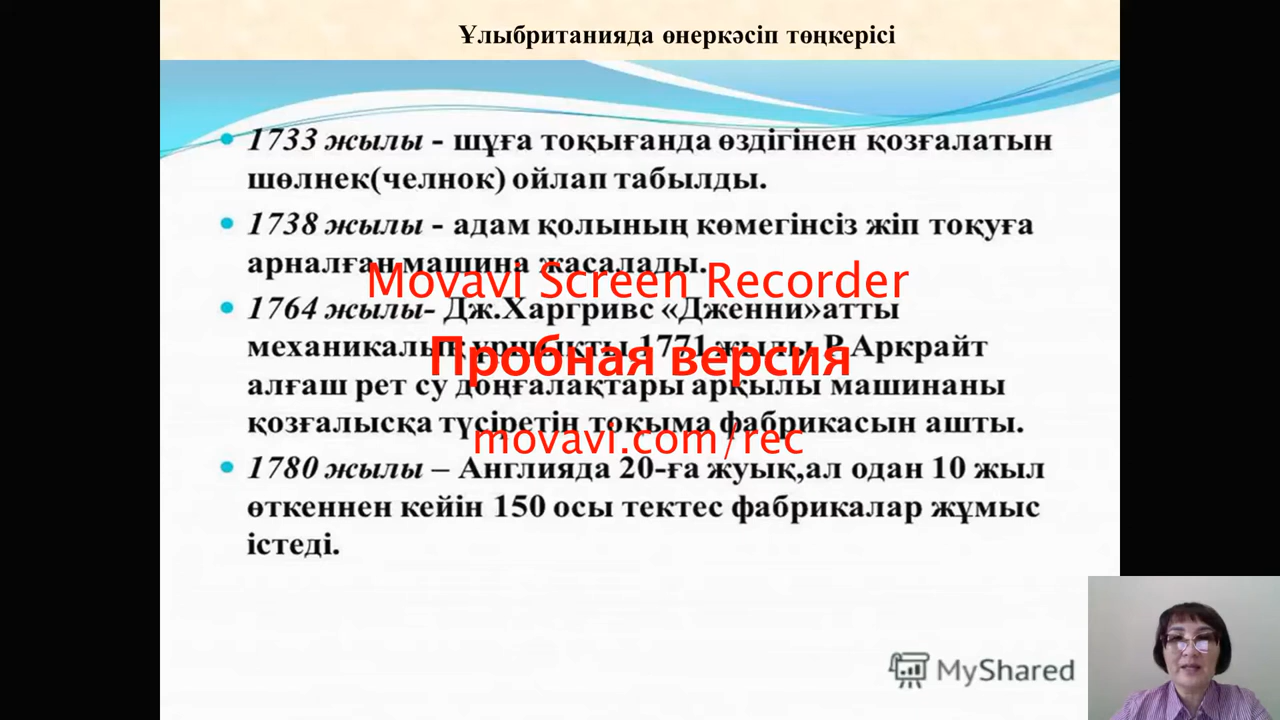 Ұлыбританияда өнеркәсіп төңкерісі
1733 жылы - шұға тоқығанда өздігінен қозғалатын
шөлнек(челнок) ойлап табылды.
1738 жылы - адам қолының көмегінсіз жіп тоқуға
арналған машина жасалады.
Movavi Screen Recorder
1764 жылы- Дж.Харгривс «Дженни»атты
механикалық ұршықты 1771 жылы Р Аркрайт
Пробная версия
алғаш рет су доңғалақтары арқылы машинаны
қозғалысқа түсіретін тоқыма фабрикасын ашты.
movavi.com/rec
1780 жылы – Англияда 20-ға жуық,ал одан 10 жыл
өткеннен кейін 150 осы тектес фабрикалар жұмыс
істеді.
MyShared